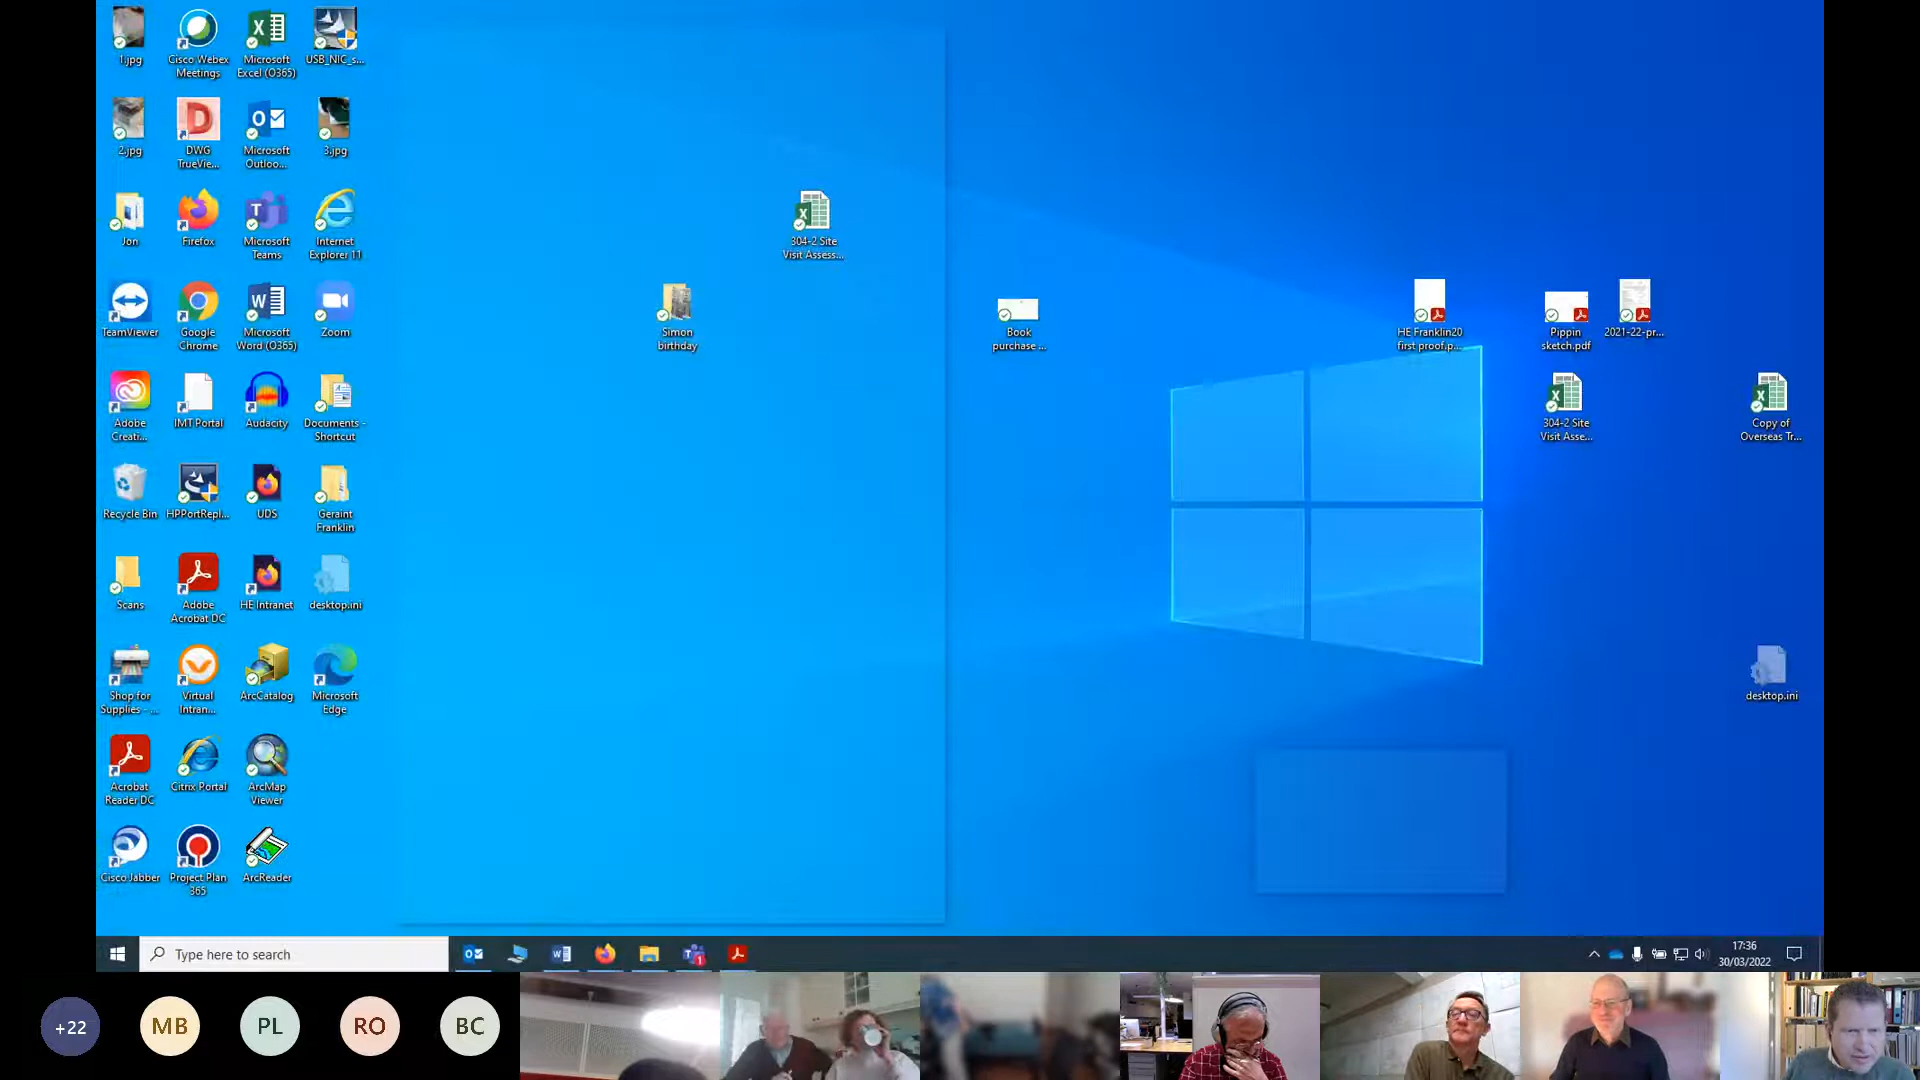 1.jpg
Cisco Webex
Meetings
Microsoft
Excel (O365)
USB_NIC_s...
2.jpg
DWG
TrueVie...
Microsoft
Outloo...
3.jpg
Jon
Firefox
Microsoft
Teams
Internet
Explorer 11
304-2 Site
Visit Assess...
TeamViewer
Google
Chrome
Microsoft
Word (O365)
Zoom
Simon
birthday
Book
purchase ...
HE Franklin20
first proof.p...
Pippin
sketch.pdf
2021-22-pr...
Adobe
Creati...
IMT Portal
Audacity
Documents -
Shortcut
304-2 Site
Visit Asse...
Copy of
Overseas Tr...
Recycle Bin
HPPortRepl...
UDS
Geraint
Franklin
Scans
Adobe
Acrobat DC
HE Intranet
desktop.ini
Shop for
Supplies - ...
Virtual
Intran...
ArcCatalog
Microsoft
Edge
desktop.ini
Acrobat
Reader DC
Citrix Portal
ArcMap
Viewer
Cisco Jabber
Project Plan
365
ArcReader
Type here to search
17:36
30/03/2022
+22
MB
PL
RO
BC